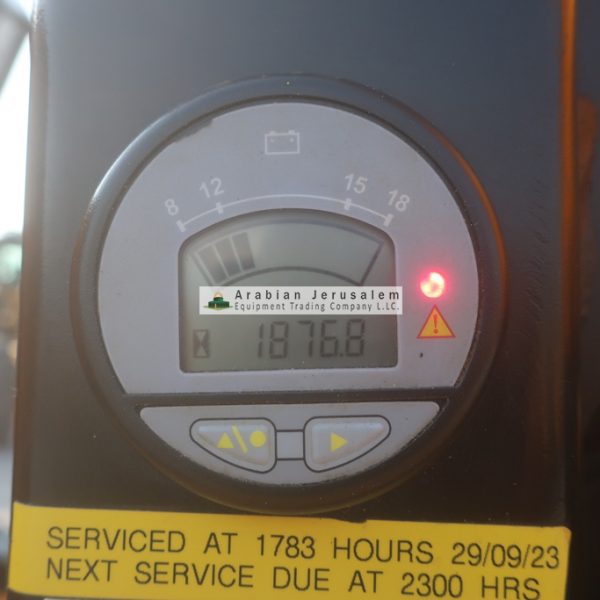 8 12 15 18
Arabian Jerusalem
Equipment Trading Company L.L.C.
1876.8
SERVICED AT 1783 HOURS 29/09/23
NEXT SERVICE DUE AT 2300 HRS